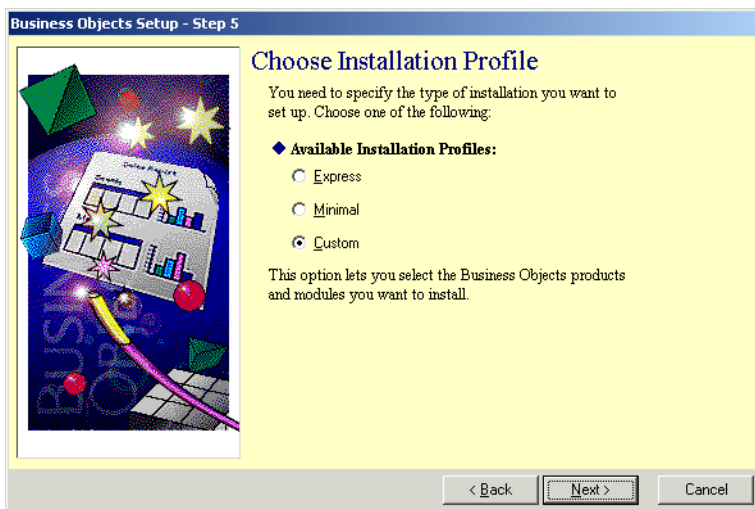 Business Objects Setup - Step 5
Choose Installation Profile
You need to specify the type of installation you want to
set up. Choose one of the following:
Available Installation Profiles:
Express
Minimal
Custom
This option lets you select the Business Objects products
and modules you want to install.
BUSIN
OBJ
< Back
Next >
Cancel